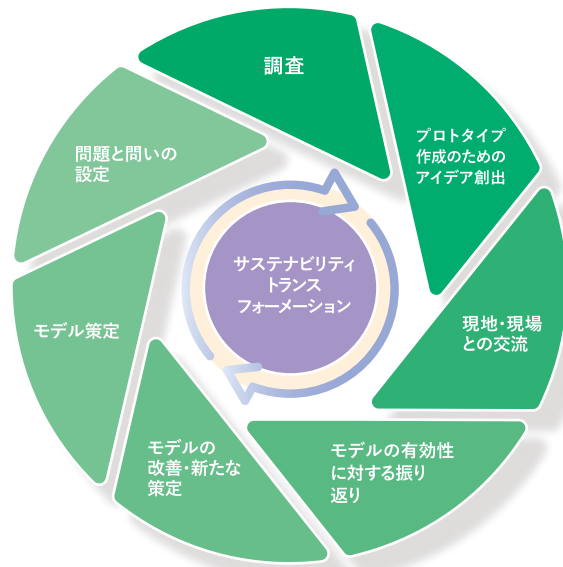 調査
プロトタイプ
作成のための
アイデア創出
現地・現場
との交流
モデルの有効性
に対する振り
返り
モデルの
改善・新たな
策定
モデル策定
問題と問いの
設定
サステナビリティ
トランス
フォーメーション